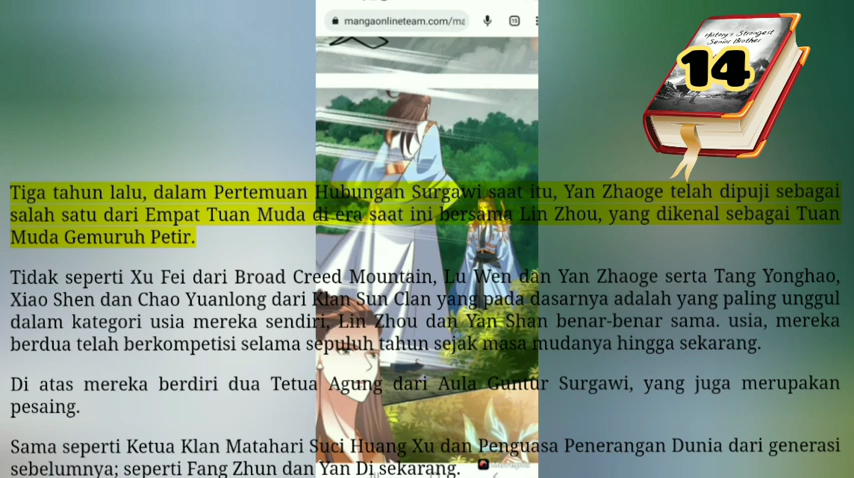 mangaonlineteam.com/ma
15
History's Strongest
Senior Brother
14
Tiga tahun lalu, dalam Pertemuan Hubungan Surgawi saat itu, Yan Zhaoge telah dipuji sebagai
salah satu dari Empat Tuan Muda di era saat ini bersama Lin Zhou, yang dikenal sebagai Tuan
Muda Gemuruh Petir.
Tidak seperti Xu Fei dari Broad Creed Mountain, Lu Wen dan Yan Zhaoge serta Tang Yonghao,
Xiao Shen dan Chao Yuanlong dari Klan Sun Clan yang pada dasarnya adalah yang paling unggul
dalam kategori usia mereka sendiri, Lin Zhou dan Yan Shan benar-benar sama. usia, mereka
berdua telah berkompetisi selama sepuluh tahun sejak masa mudanya hingga sekarang.
Di atas mereka berdiri dua Tetua Agung dari Aula Guntur Surgawi, yang juga merupakan
pesaing.
Sama seperti Ketua Klan Matahari Suci Huang Xu dan Penguasa Penerangan Dunia dari generasi
sebelumnya; seperti Fang Zhun dan Yan Di sekarang.